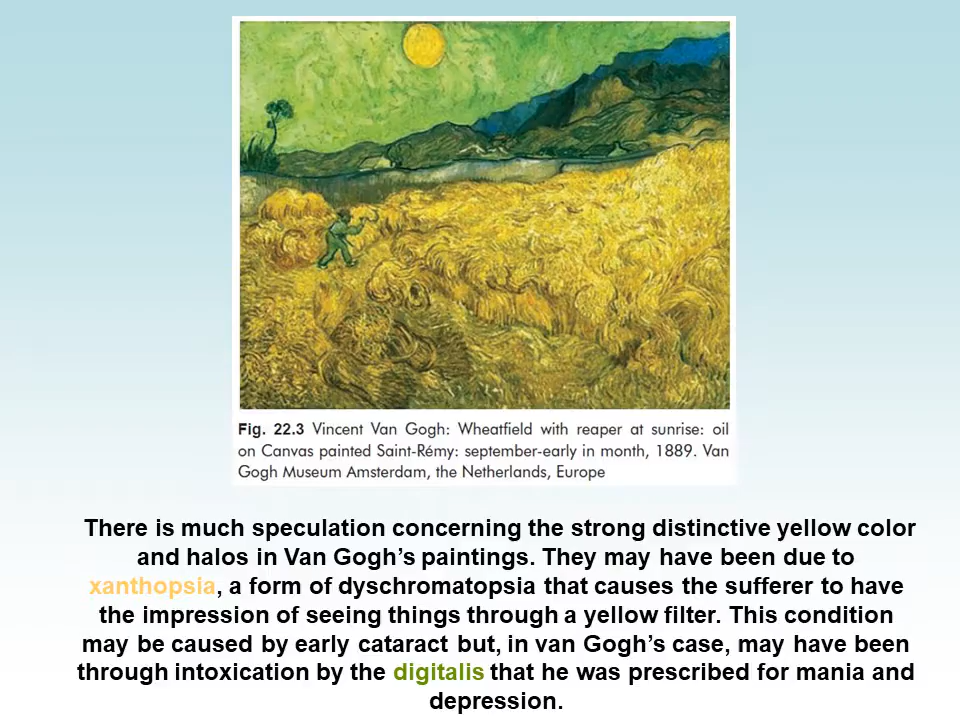 Fig. 22.3 Vincent Van Gogh: Wheatfield with reaper at sunrise: oil
on Canvas painted Saint-Rémy: september-early in month, 1889. Van
Gogh Museum Amsterdam, the Netherlands, Europe
There is much speculation concerning the strong distinctive yellow color
and halos in Van Gogh’s paintings. They may have been due to
xanthopsia, a form of dyschromatopsia that causes the sufferer to have
the impression of seeing things through a yellow filter. This condition
may be caused by early cataract but, in van Gogh’s case, may have been
through intoxication by the digitalis that he was prescribed for mania and
depression.